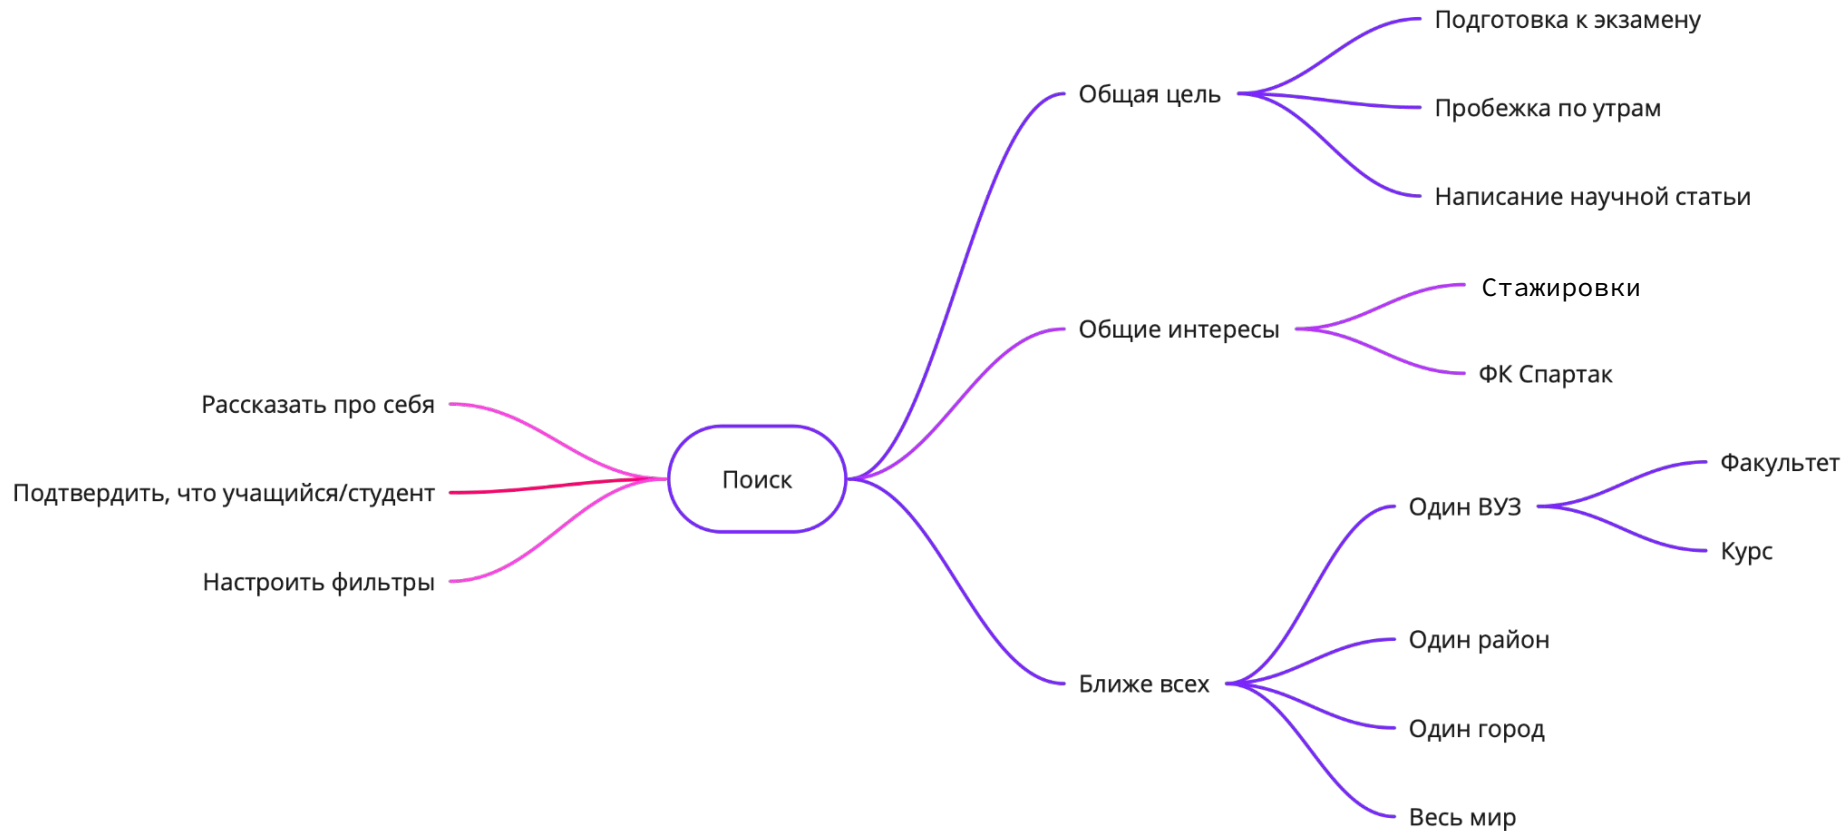 Подготовка к экзамену
Общая цель
Пробежка по утрам
Написание научной статьи
Стажировки
Общие интересы
ФК Спартак
Рассказать про себя
Подтвердить, что учащийся/студент
Настроить фильтры
Поиск
Факультет
Один ВУЗ
Курс
Один район
Ближе всех
Один город
Весь мир